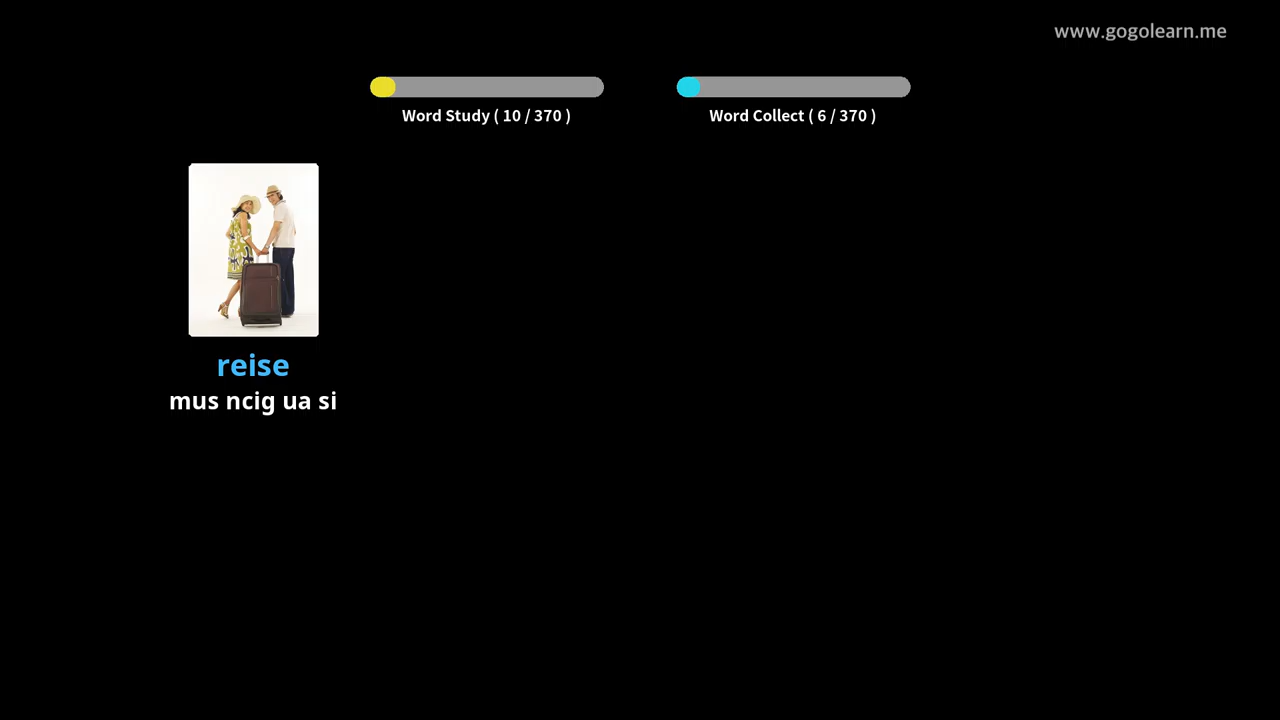 www.gogolearn.me
Word Study ( 10 / 370 )
Word Collect ( 6 / 370 )
reise
mus ncig ua si